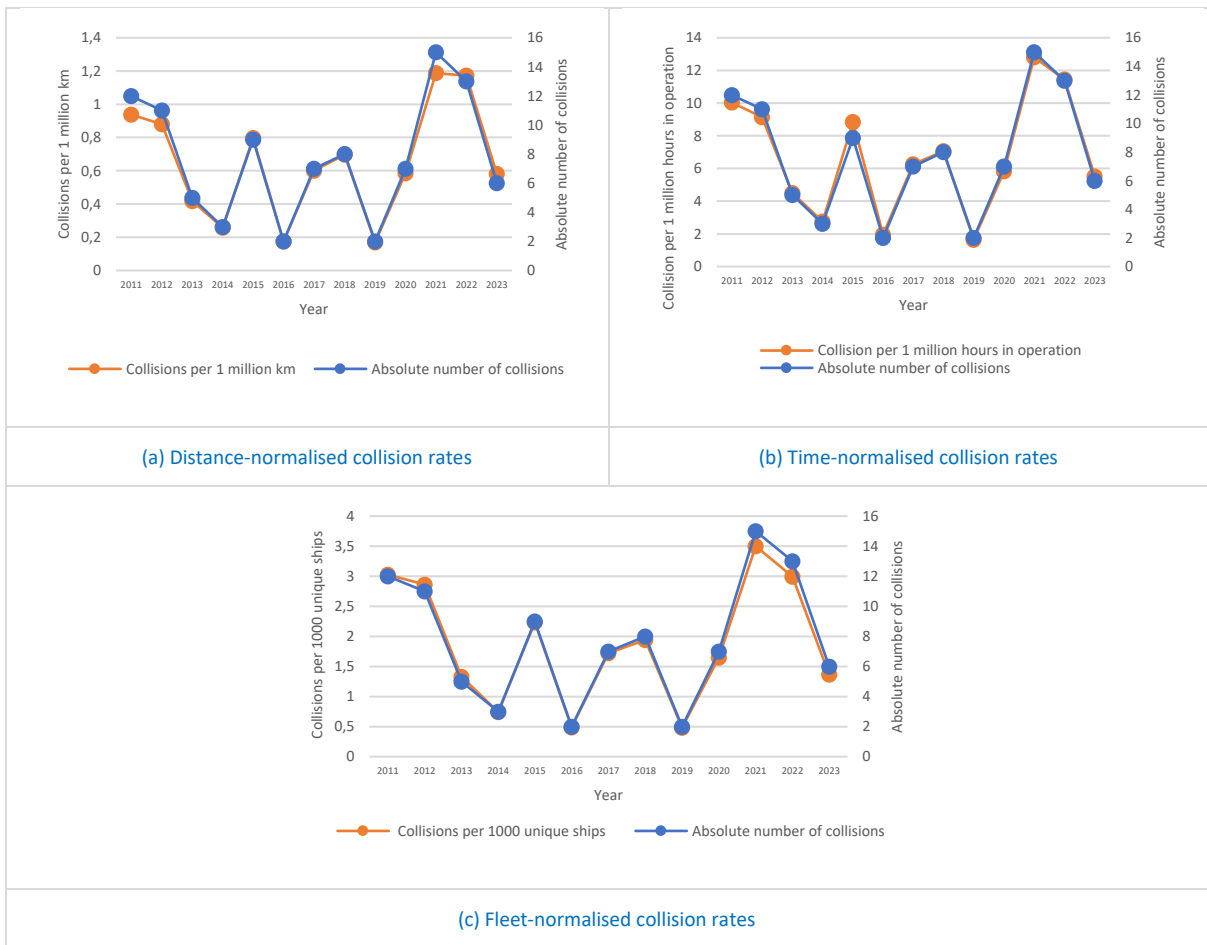 1,4
1,2
1
0,8
0,6
0,4
0,2
0
Collisions per 1 million km
16
14
12
10
8
6
4
2
0
Absolute number of collisions
2011 2012 2013 2014 2015 2016 2017 2018 2019 2020 2021 2022 2023
Year
Collisions per 1 million km Absolute number of collisions
(a) Distance-normalised collision rates
14
12
10
8
6
4
2
0
Collision per 1 million hours in operation
16
14
12
10
8
6
4
2
0
Absolute number of collisions
2011 2012 2013 2014 2015 2016 2017 2018 2019 2020 2021 2022 2023
Year
Collision per 1 million hours in operation
Absolute number of collisions
(b) Time-normalised collision rates
4
3,5
3
2,5
2
1,5
1
0,5
0
Collisions per 1000 unique ships
16
14
12
10
8
6
4
2
0
Absolute number of collisions
2011 2012 2013 2014 2015 2016 2017 2018 2019 2020 2021 2022 2023
Year
Collisions per 1000 unique ships Absolute number of collisions
(c) Fleet-normalised collision rates